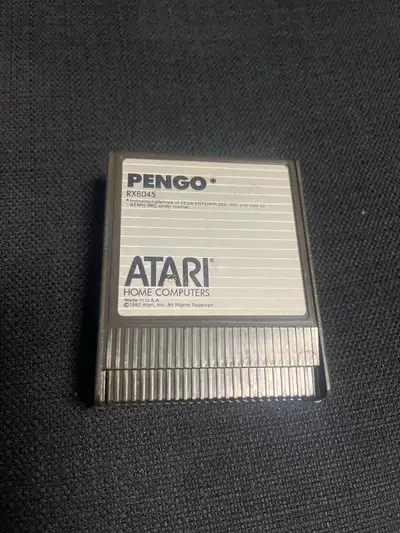 PENGO*
RX8045
* Indicates trademark of SEGA ENTERPRISES, INC. and used by
ATARI, INC. under license.
ATARI®
HOME COMPUTERS
Made in U.S.A.
©1982 Atari, Inc. All Rights Reserved